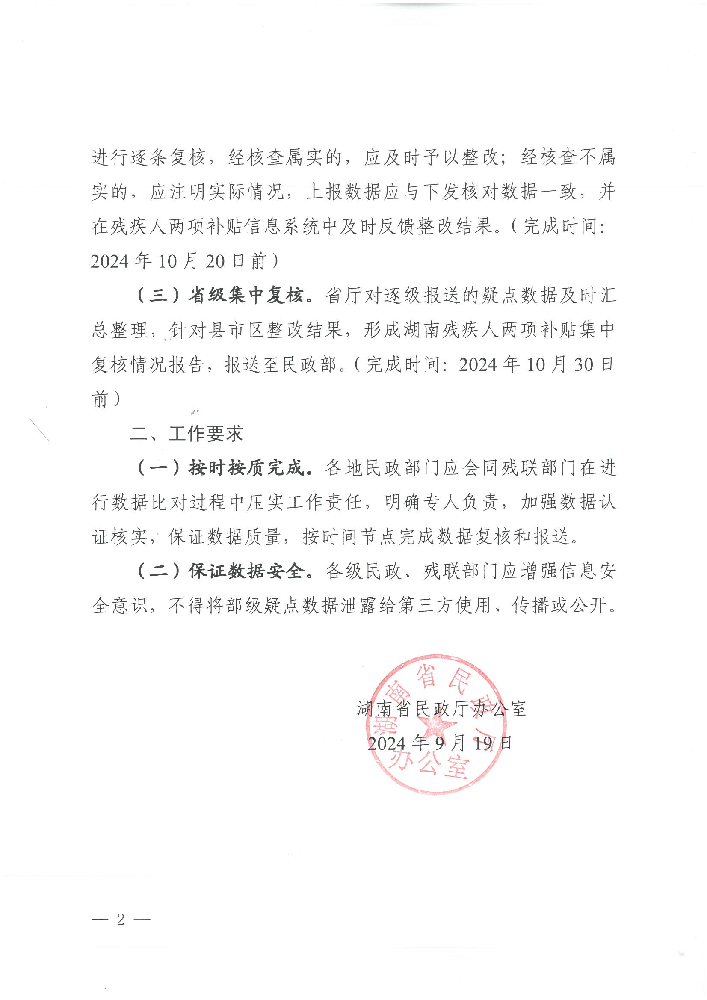 进行逐条复核，经核查属实的，应及时予以整改；经核查不属
实的，应注明实际情况，上报数据应与下发核对数据一致，并
在残疾人两项补贴信息系统中及时反馈整改结果。（完成时间：
2024 年 10 月 20 日前）
（三）省级集中复核。省厅对逐级报送的疑点数据及时汇
总整理，针对县市区整改结果，形成湖南残疾人两项补贴集中
复核情况报告，报送至民政部。（完成时间：2024 年 10 月 30 日
前）
二、工作要求
（一）按时按质完成。各地民政部门应会同残联部门在进
行数据比对过程中压实工作责任，明确专人负责，加强数据认
证核实，保证数据质量，按时间节点完成数据复核和报送。
（二）保证数据安全。各级民政、残联部门应增强信息安
全意识，不得将部级疑点数据泄露给第三方使用、传播或公开。
湖南省民政厅
湖南省民政厅办公室
2024 年 9 月 19 日
办公室
— 2 —